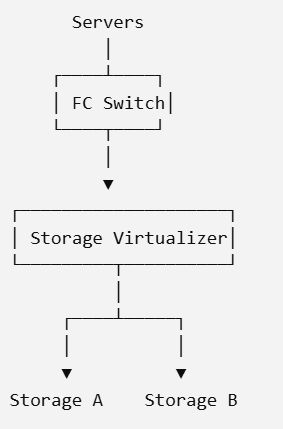 Servers
FC Switch
Storage Virtualizer
Storage A Storage B